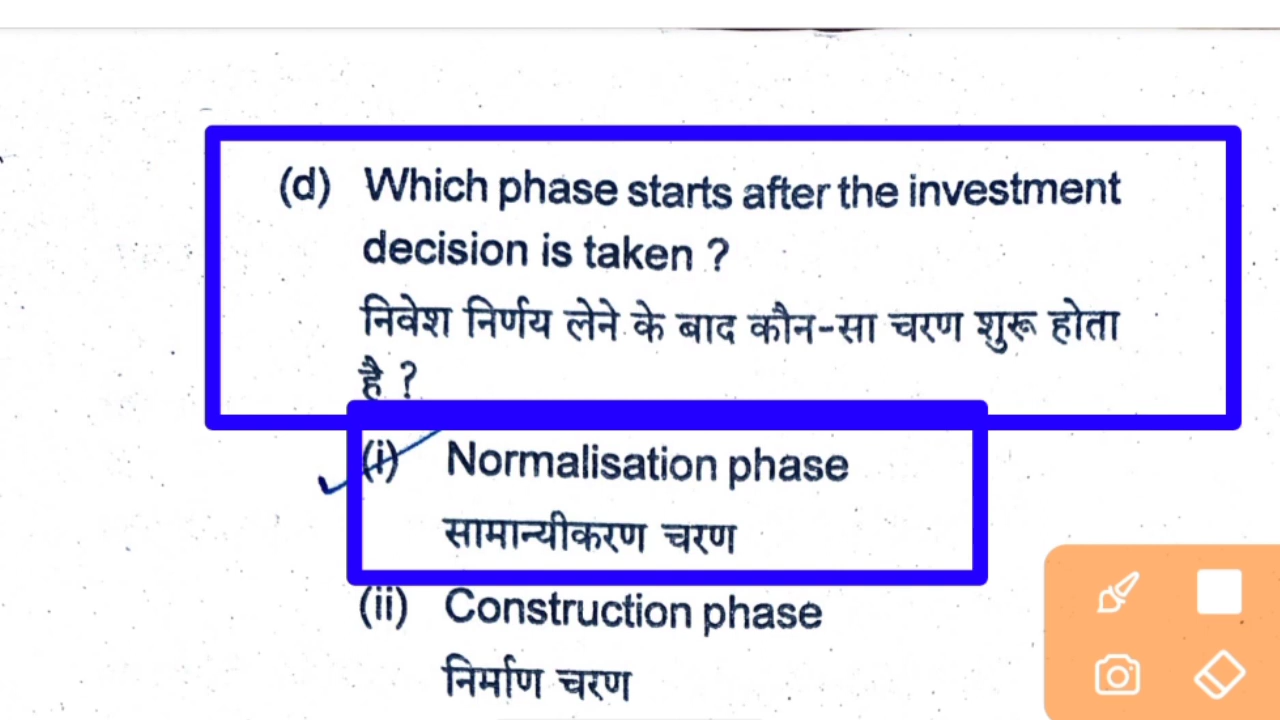 (d) Which phase starts after the investment
decision is taken ?
निवेश निर्णय लेने के बाद कौन-सा चरण शुरू होता
है ?
(i) Normalisation phase
सामान्यीकरण चरण
(ii) Construction phase
निर्माण चरण